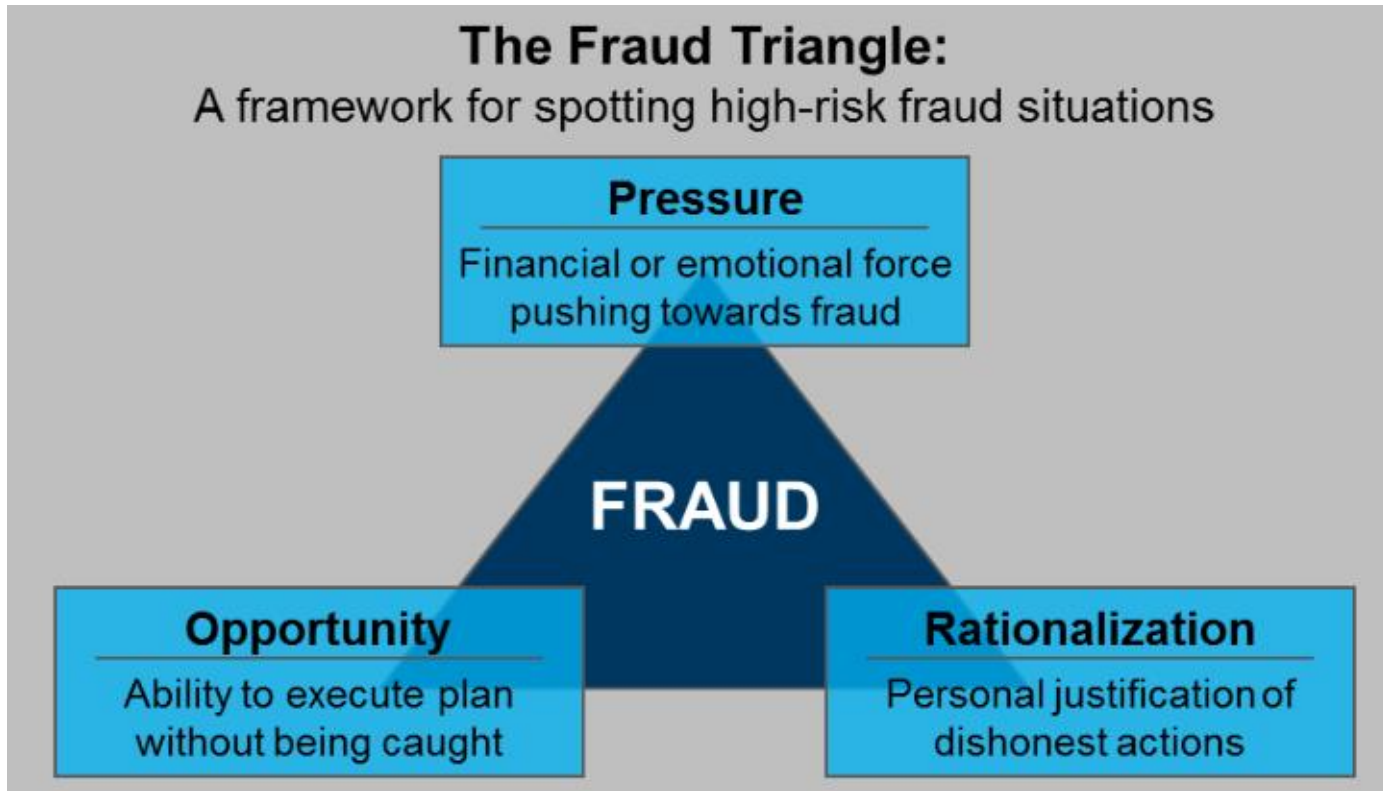 The Fraud Triangle:
A framework for spotting high-risk fraud situations
Pressure
Financial or emotional force
pushing towards fraud
FRAUD
Opportunity
Ability to execute plan
without being caught
Rationalization
Personal justification of
dishonest actions